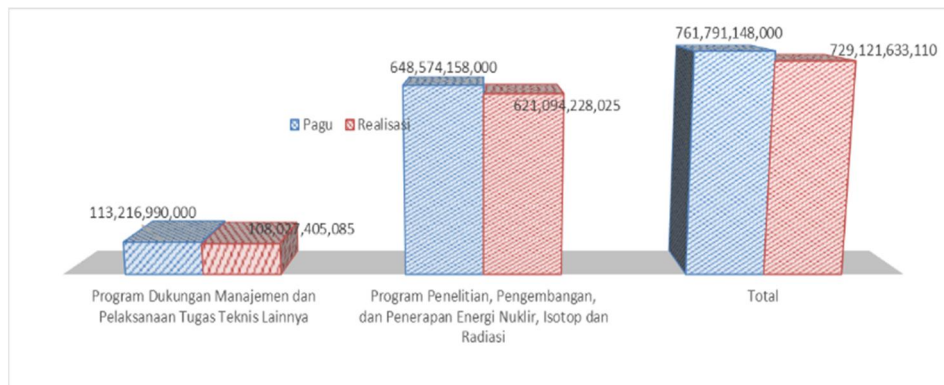 761,791,148,000
729,121,633,110
648,574,158,000
621,094,228,025
Pagu Realisasi
113,216,990,000
108,027,405,085
Program Dukungan Manajemen dan
Pelaksanaan Tugas Teknis Lainnya
Program Penelitian, Pengembangan,
dan Penerapan Energi Nuklir, Isotop dan
Radiasi
Total